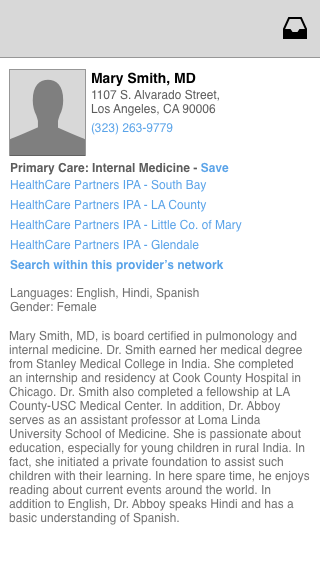 Mary Smith, MD
1107 S. Alvarado Street,
Los Angeles, CA 90006
(323) 263-9779
Primary Care: Internal Medicine - Save
HealthCare Partners IPA - South Bay
HealthCare Partners IPA - LA County
HealthCare Partners IPA - Little Co. of Mary
HealthCare Partners IPA - Glendale
Search within this provider's network
Languages: English, Hindi, Spanish
Gender: Female
Mary Smith, MD, is board certified in pulmonology and
internal medicine. Dr. Smith earned her medical degree
from Stanley Medical College in India. She completed
an internship and residency at Cook County Hospital in
Chicago. Dr. Smith also completed a fellowship at LA
County-USC Medical Center. In addition, Dr. Abboy
serves as an assistant professor at Loma Linda
University School of Medicine. She is passionate about
education, especially for young children in rural India. In
fact, she initiated a private foundation to assist such
children with their learning. In here spare time, he enjoys
reading about current events around the world. In
addition to English, Dr. Abboy speaks Hindi and has a
basic understanding of Spanish.